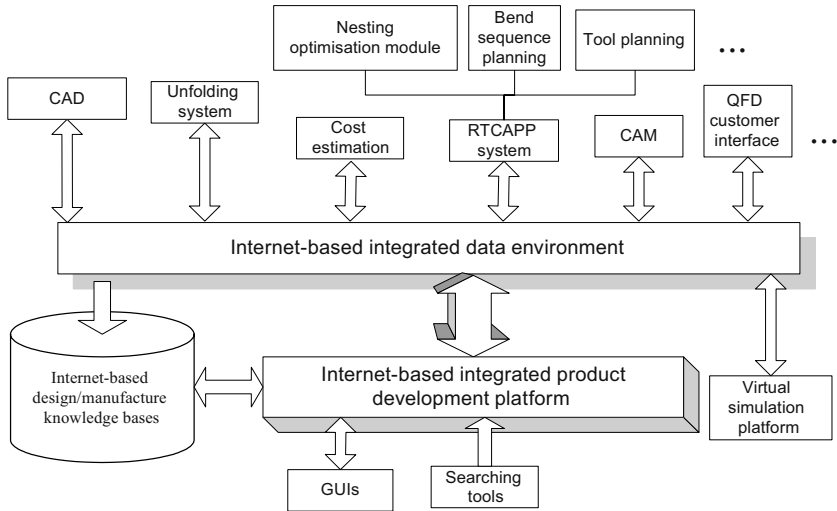 Nesting
optimisation module
Bend
sequence
planning
Tool planning
...
CAD
Unfolding
system
Cost
estimation
RTCAPP
system
CAM
QFD
customer
interface
...
Internet-based integrated data environment
Internet-based
design/manufacture
knowledge bases
Internet-based integrated product
development platform
Virtual
simulation
platform
GUIs
Searching
tools